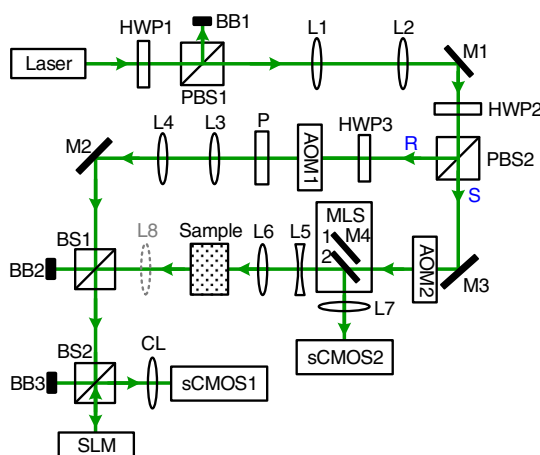 BB1
HWP1
L1
L2
M1
Laser
PBS1
HWP2
M2
L4
L3
P
AOM1
HWP3
R
PBS2
S
MLS
L8
Sample
L6
L5
1
M4
2
BS1
BB2
AOM2
M3
L7
sCMOS2
BS2
CL
BB3
sCMOS1
SLM